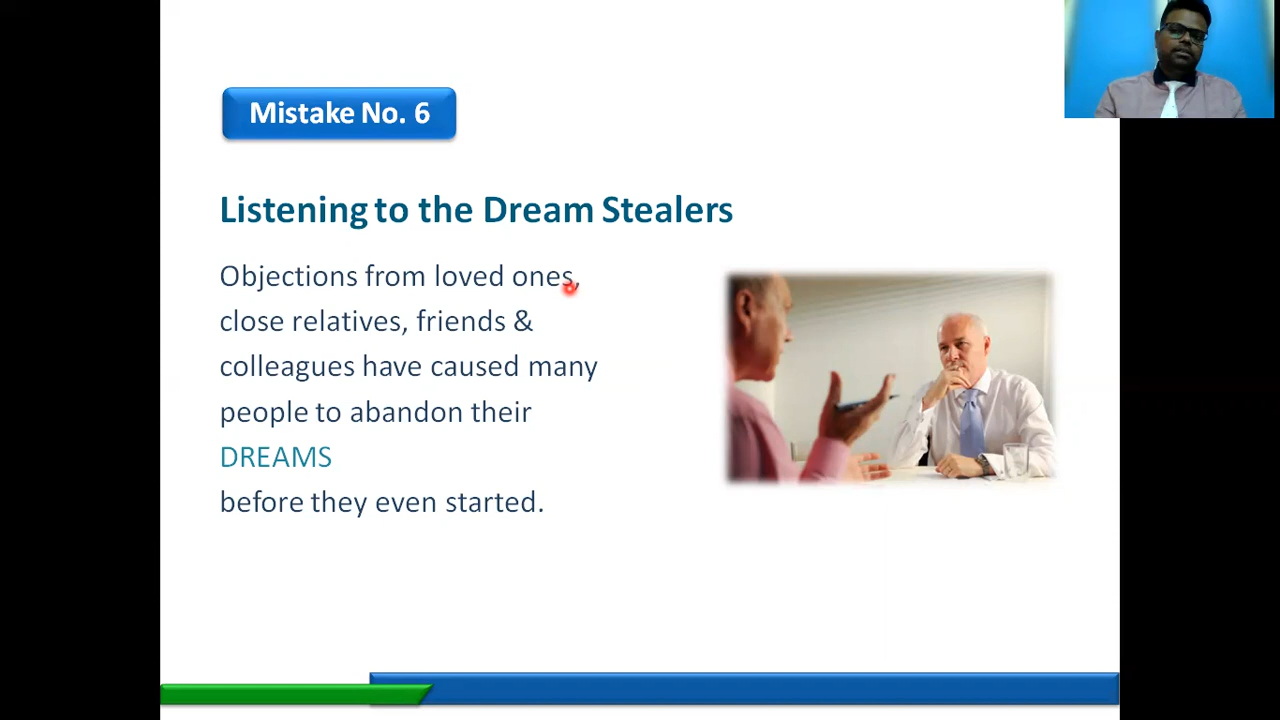 Mistake No. 6
Listening to the Dream Stealers
Objections from loved ones,
close relatives, friends &
colleagues have caused many
people to abandon their
DREAMS
before they even started.